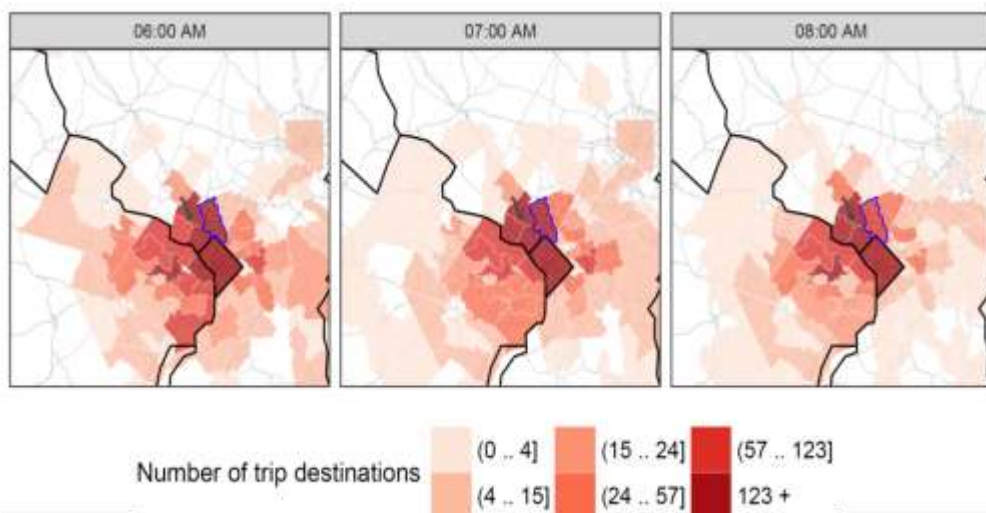 06:00 AM
07:00 AM
08:00 AM
Number of trip destinations
(0 .. 4]
(15 .. 24]
(57 .. 123]
(4 .. 15]
(24 .. 57]
123 +